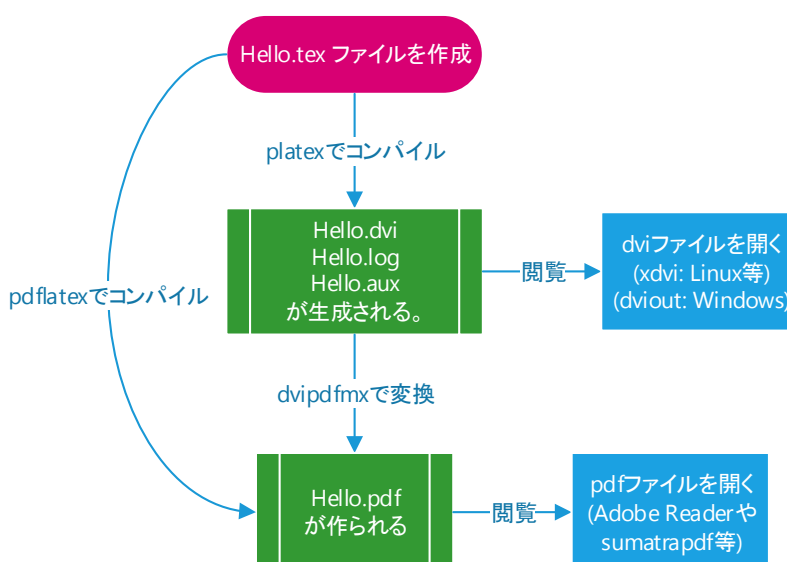 Hello.tex ファイルを作成
platexでコンパイル
Hello.dvi
Hello.log
Hello.aux
が生成される。
閲覧
dviファイルを開く
(xdvi: Linux等)
(dviout: Windows)
pdflatexでコンパイル
dvipdfmxで変換
Hello.pdf
が作られる
閲覧
pdfファイルを開く
(Adobe Readerや
sumatrapdf等)